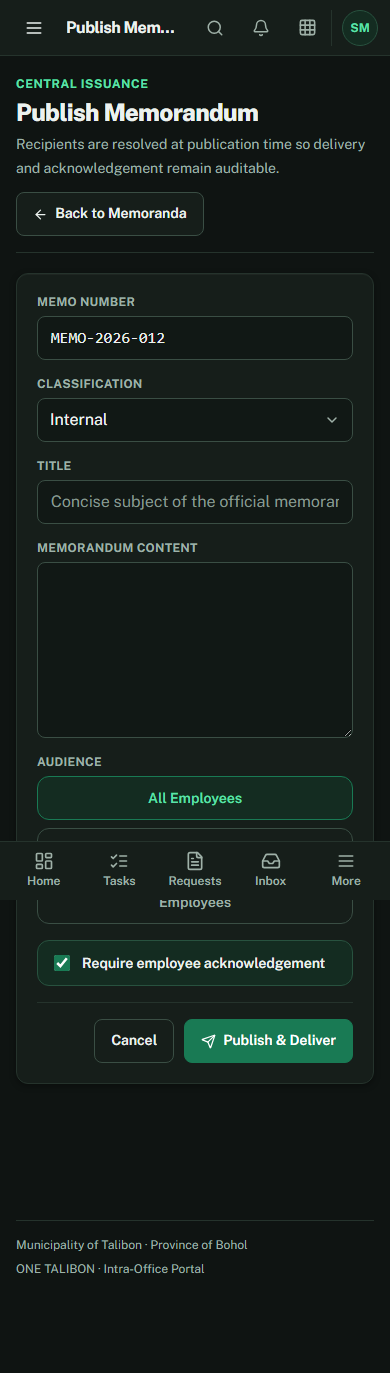 Publish Mem...
SM
CENTRAL ISSUANCE
Publish Memorandum
Recipients are resolved at publication time so delivery
and acknowledgement remain auditable.
Back to Memoranda
MEMO NUMBER
MEMO-2026-012
CLASSIFICATION
Internal
TITLE
Concise subject of the official memorar
MEMORANDUM CONTENT
AUDIENCE
All Employees
Home Tasks Requests Inbox More
Employees
Require employee acknowledgement
Cancel Publish & Deliver
Municipality of Talibon · Province of Bohol
ONE TALIBON · Intra-Office Portal